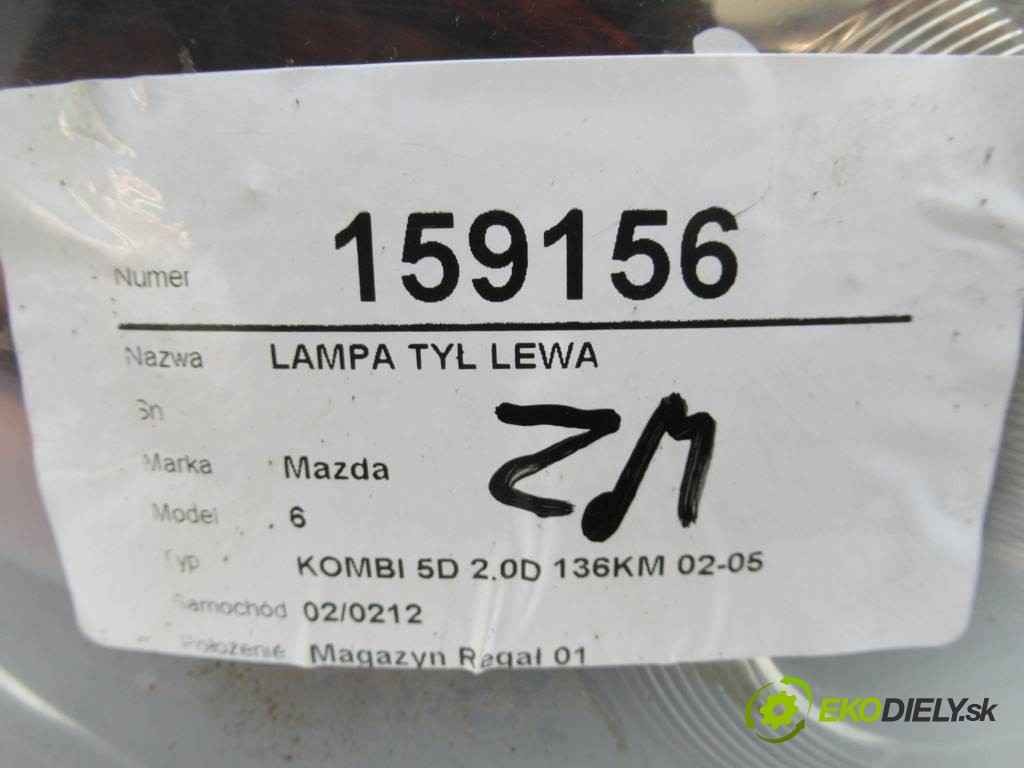 Numer 159156
Nazwa LAMPA TYŁ LEWA
Sn
ZM
Marka Mazda
Model 6
Typ KOMBI 5D 2.0D 136KM 02-05
Samochód 02/0212
Położenie Magazyn Regał 01
EKODIELY.sk